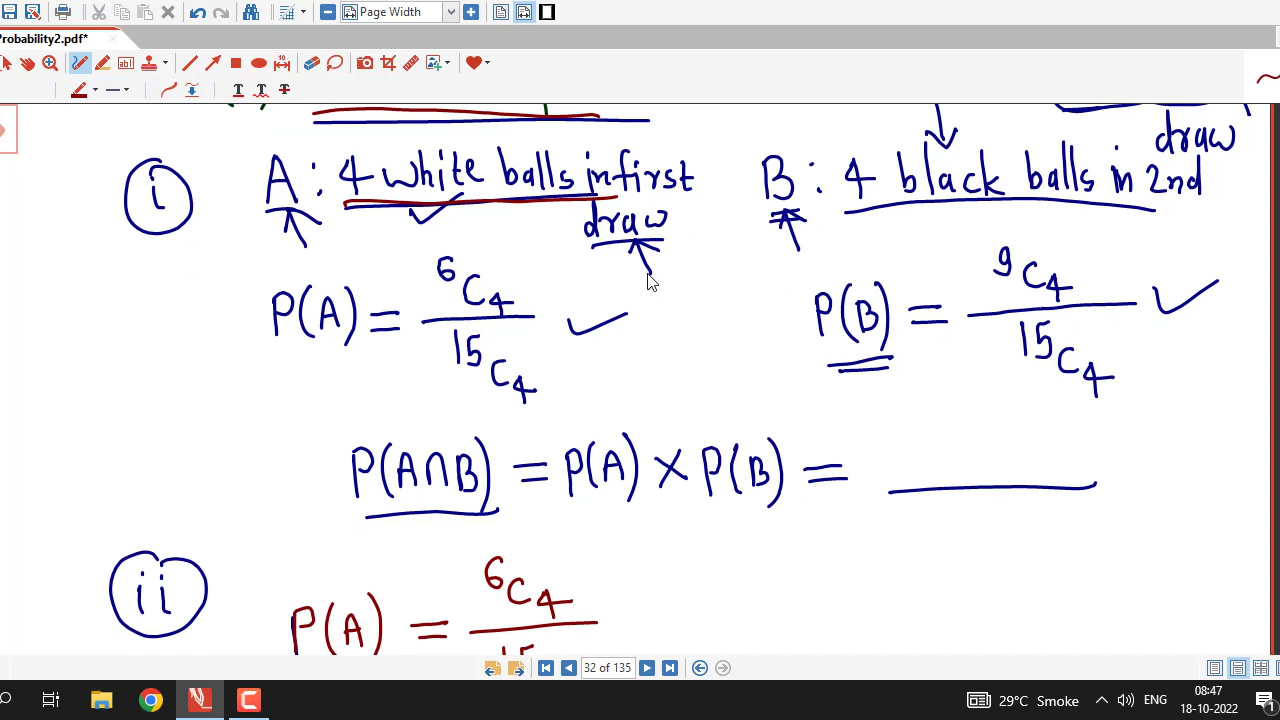 Page Width
Probability2.pdf*
draw
i A : 4 white balls in first B : 4 black balls in 2nd
draw
P(A) = ⁶C₄ / ¹⁵C₄ P(B) = ⁹C₄ / ¹⁵C₄
P(A∩B) = P(A) × P(B) =
ii P(A) = ⁶C₄
15
32 of 135
29°C Smoke ENG 08:47
18-10-2022